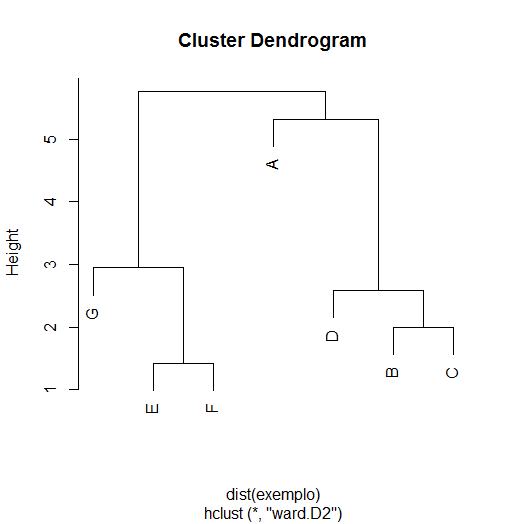 Cluster Dendrogram
Height
5
4
3
2
1
A
G
D
B
C
E
F
dist(exemplo)
hclust (*, "ward.D2")